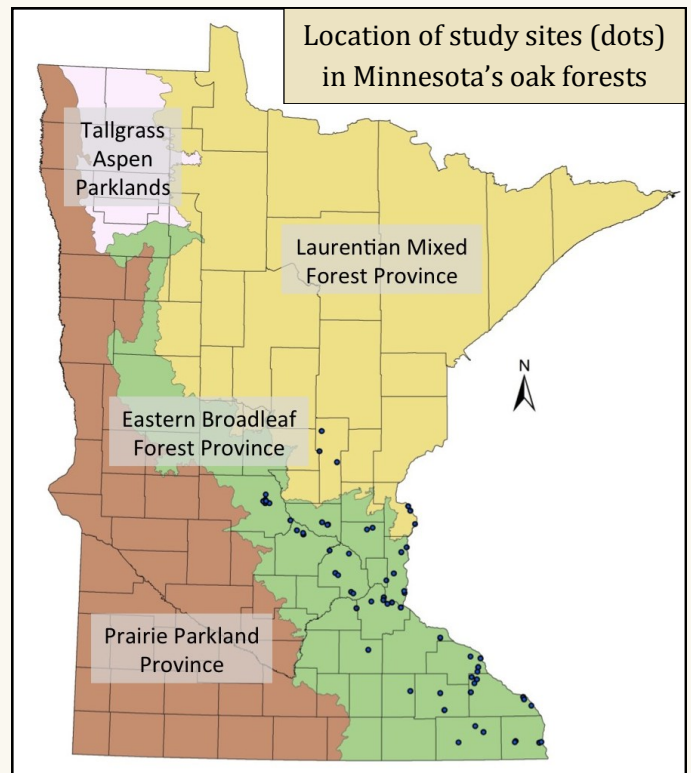 Location of study sites (dots)
in Minnesota's oak forests
Tallgrass
Aspen
Parklands
Laurentian Mixed
Forest Province
N
Eastern Broadleaf
Forest Province
Prairie Parkland
Province